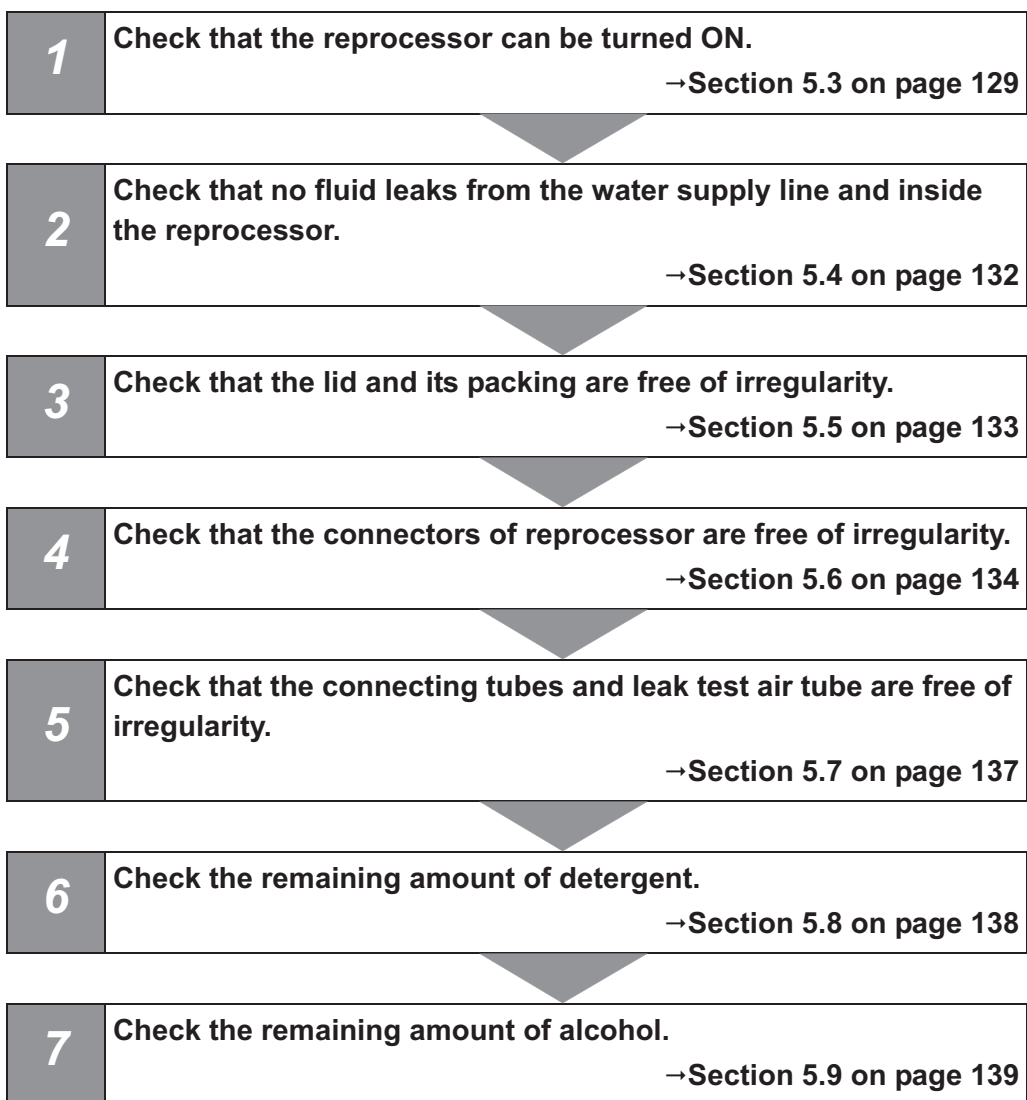 1
Check that the reprocessor can be turned ON.
→Section 5.3 on page 129
2
Check that no fluid leaks from the water supply line and inside
the reprocessor.
→Section 5.4 on page 132
3
Check that the lid and its packing are free of irregularity.
→Section 5.5 on page 133
4
Check that the connectors of reprocessor are free of irregularity.
→Section 5.6 on page 134
5
Check that the connecting tubes and leak test air tube are free of
irregularity.
→Section 5.7 on page 137
6
Check the remaining amount of detergent.
→Section 5.8 on page 138
7
Check the remaining amount of alcohol.
→Section 5.9 on page 139